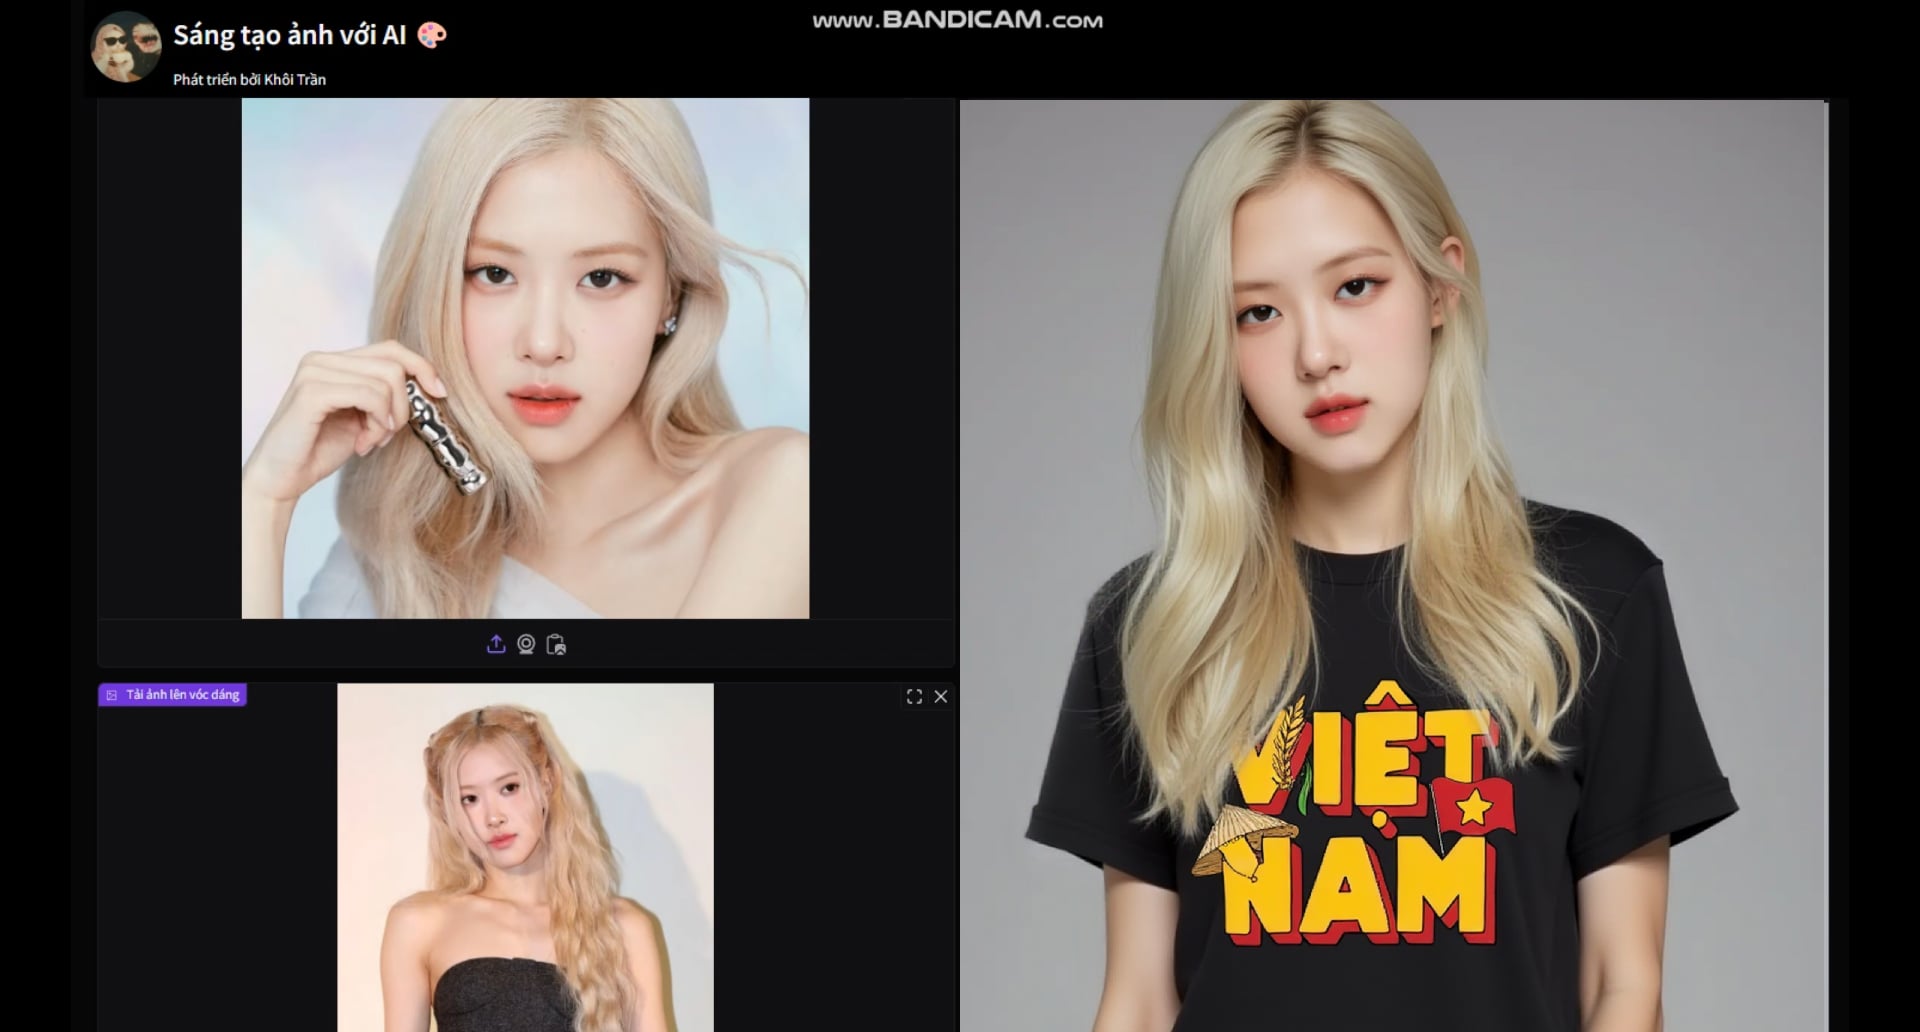 www.BANDICAM.com
Sáng tạo ảnh với AI
Phát triển bởi Khôi Trần
Tải ảnh lên vóc dáng
VIỆT
NAM